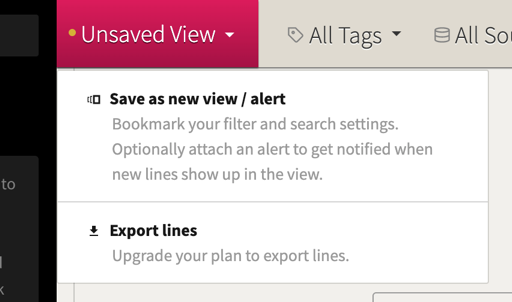 Unsaved View
All Tags
All Sou
Save as new view / alert
Bookmark your filter and search settings.
Optionally attach an alert to get notified when
new lines show up in the view.
to
Export lines
Upgrade your plan to export lines.
k